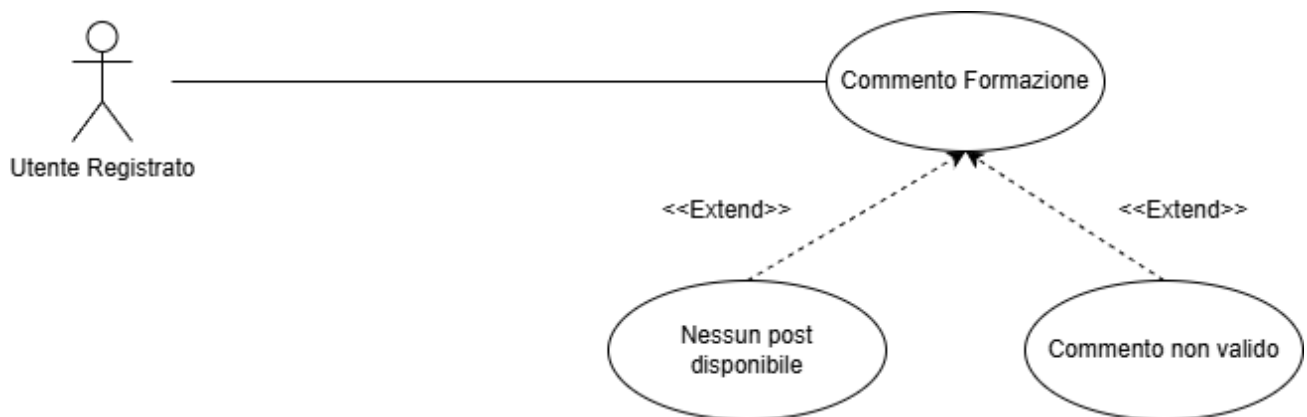 Commento Formazione
Utente Registrato
<<Extend>>
<<Extend>>
Nessun post
disponibile
Commento non valido